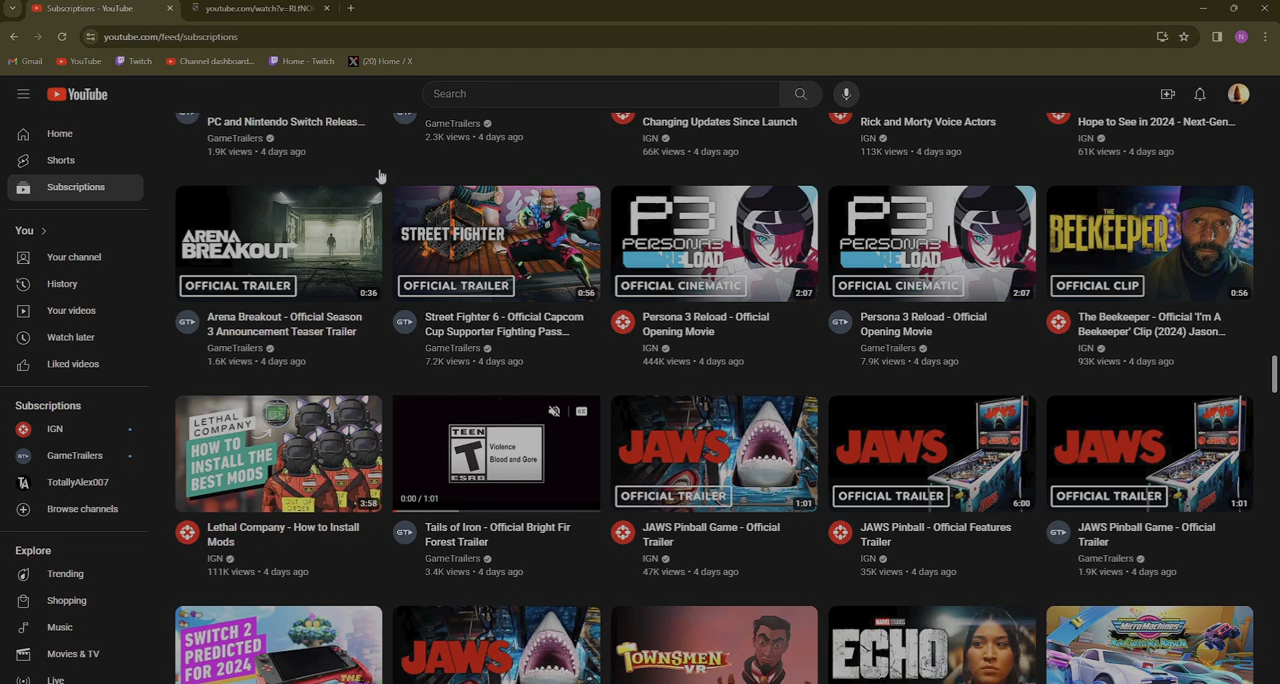 Subscriptions - YouTube
youtube.com/watch?v=RLfNO
youtube.com/feed/subscriptions
N
Gmail
YouTube
Twitch
Channel dashboard...
Home - Twitch
(20) Home / X
YouTube
Search
Home
Shorts
Subscriptions
You
Your channel
History
Your videos
Watch later
Liked videos
Subscriptions
IGN
GameTrailers
TotallyAlex007
Browse channels
Explore
Trending
Shopping
Music
Movies & TV
Live
PC and Nintendo Switch Releas...
GameTrailers
1.9K views • 4 days ago
GameTrailers
2.3K views • 4 days ago
Changing Updates Since Launch
IGN
66K views • 4 days ago
Rick and Morty Voice Actors
IGN
113K views • 4 days ago
Hope to See in 2024 - Next-Gen...
IGN
61K views • 4 days ago
ARENA
BREAKOUT
OFFICIAL TRAILER
0:36
GT
Arena Breakout - Official Season
3 Announcement Teaser Trailer
GameTrailers
1.6K views • 4 days ago
STREET FIGHTER
OFFICIAL TRAILER
0:56
GT
Street Fighter 6 - Official Capcom
Cup Supporter Fighting Pass...
GameTrailers
7.2K views • 4 days ago
P3
PERSONA3
RELOAD
OFFICIAL CINEMATIC
2:07
Persona 3 Reload - Official
Opening Movie
IGN
444K views • 4 days ago
P3
PERSONA3
RELOAD
OFFICIAL CINEMATIC
2:07
GT
Persona 3 Reload - Official
Opening Movie
GameTrailers
7.9K views • 4 days ago
THE
BEEKEEPER
OFFICIAL CLIP
0:56
The Beekeeper - Official 'I'm A
Beekeeper' Clip (2024) Jason...
IGN
93K views • 4 days ago
LETHAL
COMPANY
HOW TO
INSTALL THE
BEST MODS
3:58
Lethal Company - How to Install
Mods
IGN
111K views • 4 days ago
TEEN
T
ESRB
Violence
Blood and Gore
0:00 / 1:01
GT
Tails of Iron - Official Bright Fir
Forest Trailer
GameTrailers
3.4K views • 4 days ago
JAWS
OFFICIAL TRAILER
1:01
JAWS Pinball Game - Official
Trailer
IGN
47K views • 4 days ago
JAWS
OFFICIAL TRAILER
6:00
JAWS Pinball - Official Features
Trailer
IGN
35K views • 4 days ago
JAWS
OFFICIAL TRAILER
1:01
GT
JAWS Pinball Game - Official
Trailer
GameTrailers
1.9K views • 4 days ago
SWITCH 2
PREDICTED
FOR 2024
JAWS
TOWNSMEN
VR
MARVEL STUDIOS
ECHO
MICRO MACHINES